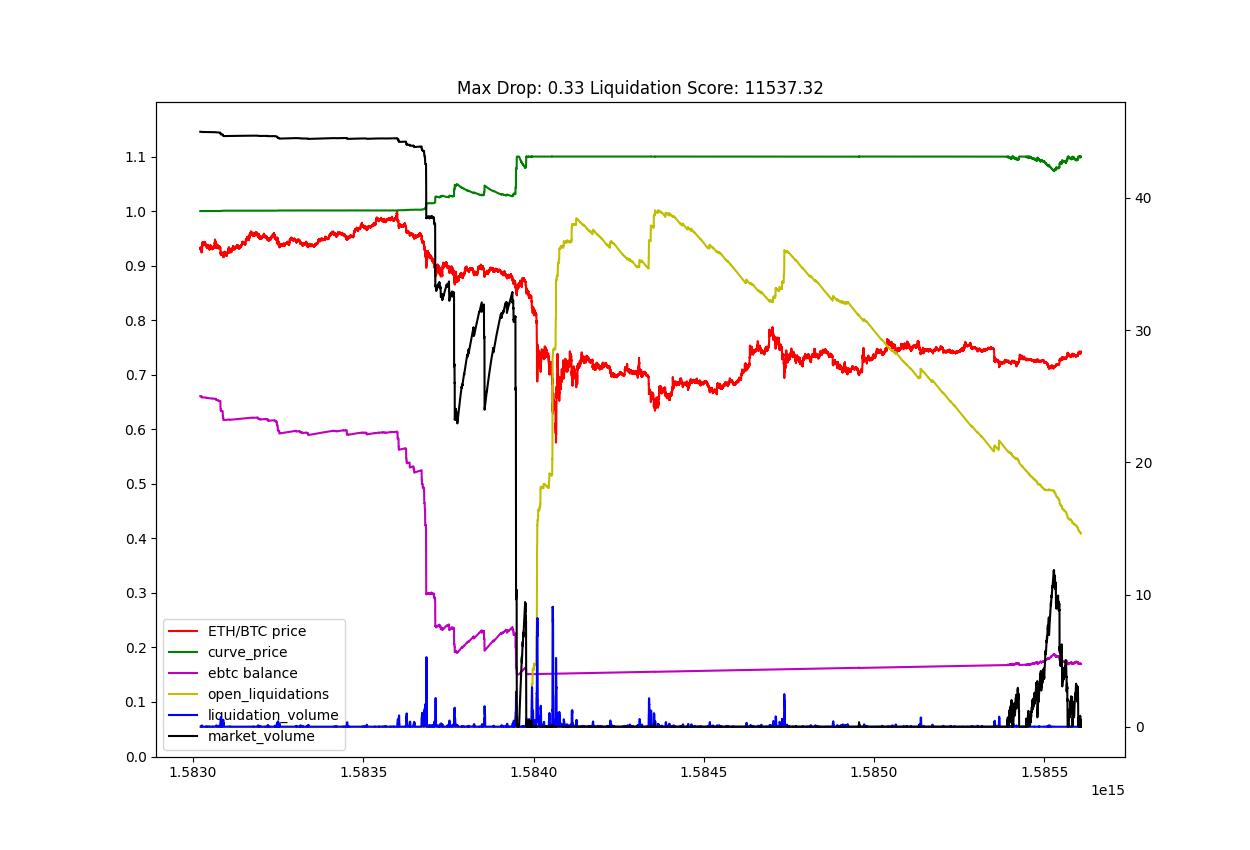 Max Drop: 0.33 Liquidation Score: 11537.32
1.1
1.0
0.9
0.8
0.7
0.6
0.5
0.4
0.3
0.2
0.1
0.0
40
30
20
10
0
ETH/BTC price
curve_price
ebtc balance
open_liquidations
liquidation_volume
market_volume
1.5830 1.5835 1.5840 1.5845 1.5850 1.5855
1e15